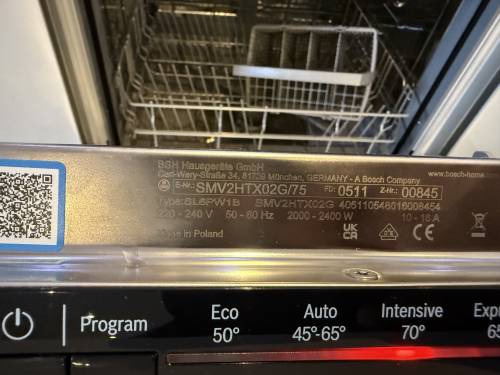 BSH Hausgeräte GmbH
Carl-Wery-Straße 34, 81739 München, GERMANY - A Bosch Company
www.bosch-home
E-Nr.: SMV2HTX02G/75 FD: 0511 Z-Nr.: 00845
Type: SL6PW1B SMV2HTX02G 405110546016008454
220 - 240 V 50 - 60 Hz 2000 - 2400 W 10 - 16 A
UK CA CE
Made in Poland
Program
Eco
50°
Auto
45°-65°
Intensive
70°